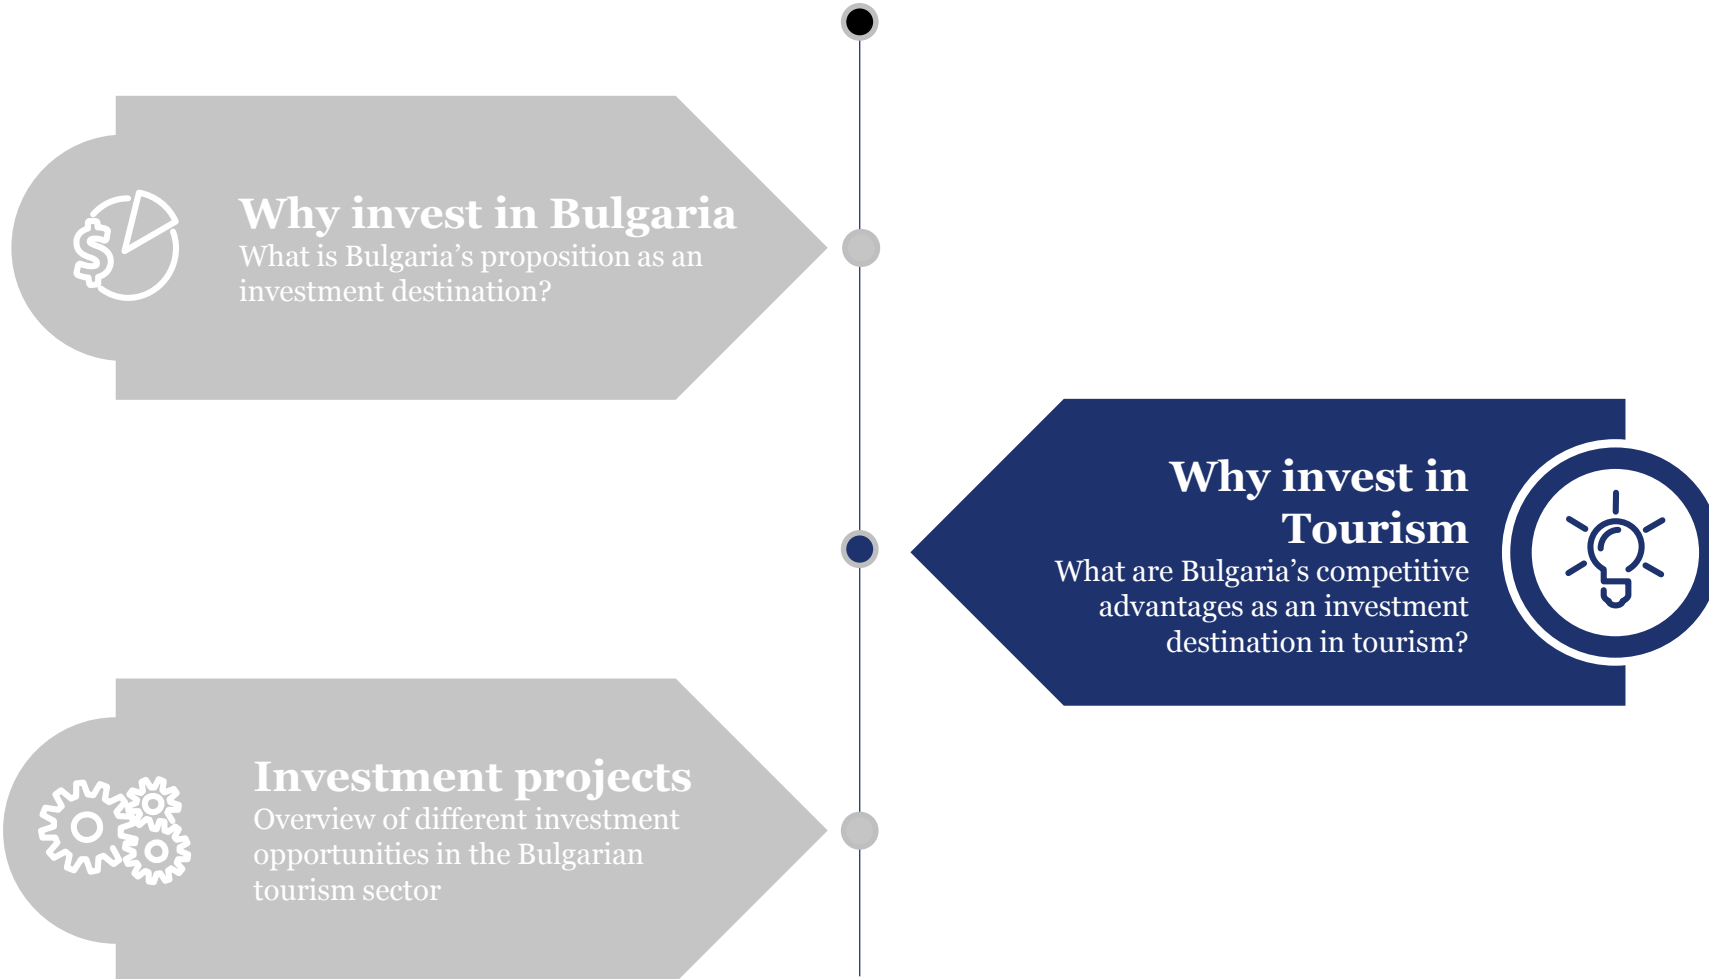 Why invest in Bulgaria
What is Bulgaria’s proposition as an
investment destination?
Why invest in
Tourism
What are Bulgaria’s competitive
advantages as an investment
destination in tourism?
Investment projects
Overview of different investment
opportunities in the Bulgarian
tourism sector